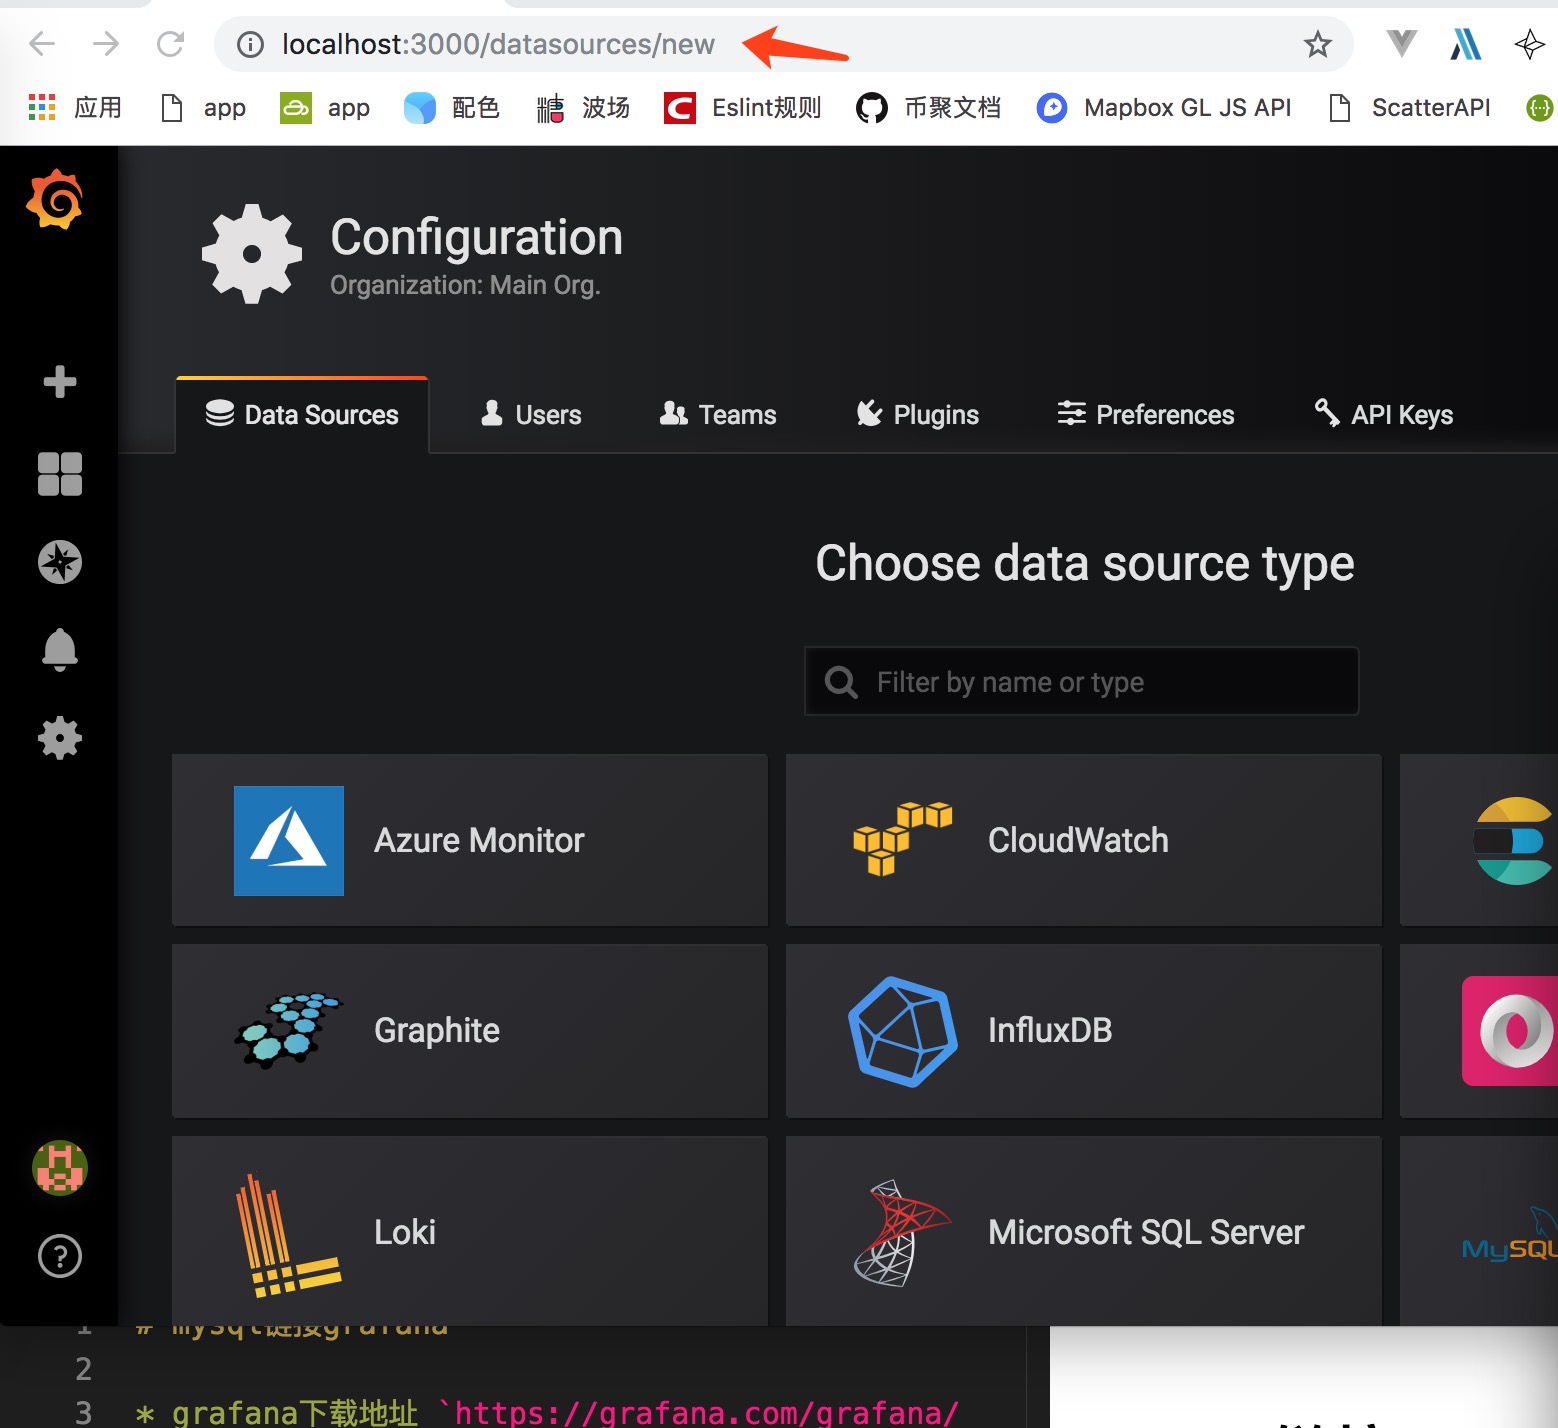 localhost:3000/datasources/new
应用 app app 配色 波场 Eslint规则 币聚文档 Mapbox GL JS API ScatterAPI
Configuration
Organization: Main Org.
Data Sources Users Teams Plugins Preferences API Keys
Choose data source type
Filter by name or type
Azure Monitor CloudWatch
Graphite InfluxDB
Loki Microsoft SQL Server MySQL
1 # mysql链接grafana
2
3 * grafana下载地址 `https://grafana.com/grafana/